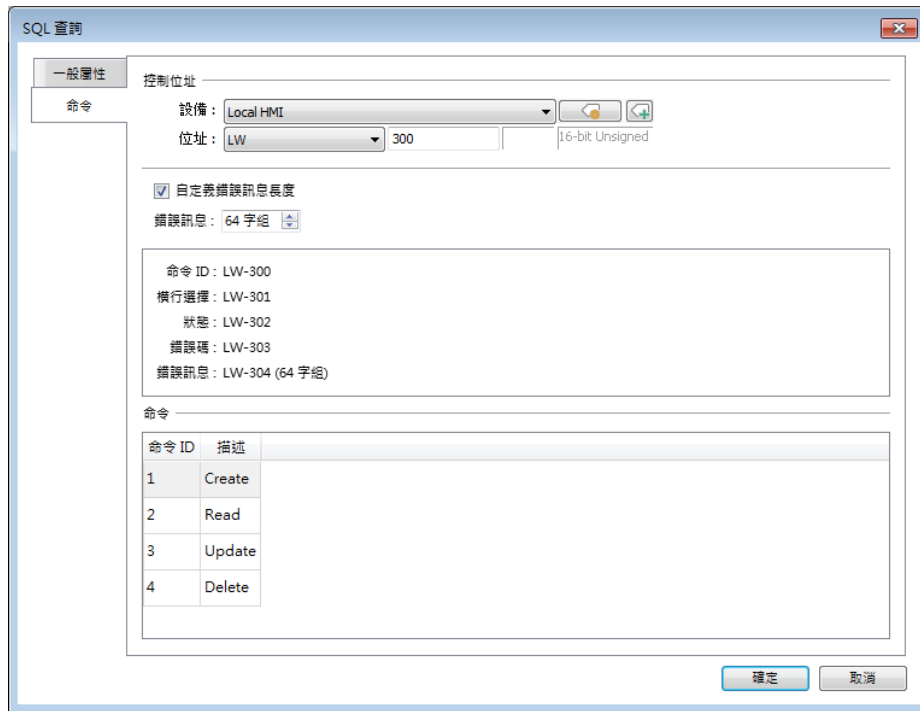 SQL 查詢
一般屬性
命令
控制位址
設備： Local HMI
位址： LW 300 16-bit Unsigned
自定義錯誤訊息長度
錯誤訊息： 64 字組
命令 ID： LW-300
橫行選擇： LW-301
狀態： LW-302
錯誤碼： LW-303
錯誤訊息： LW-304 (64 字組)
命令
命令 ID 描述
1 Create
2 Read
3 Update
4 Delete
確定 取消